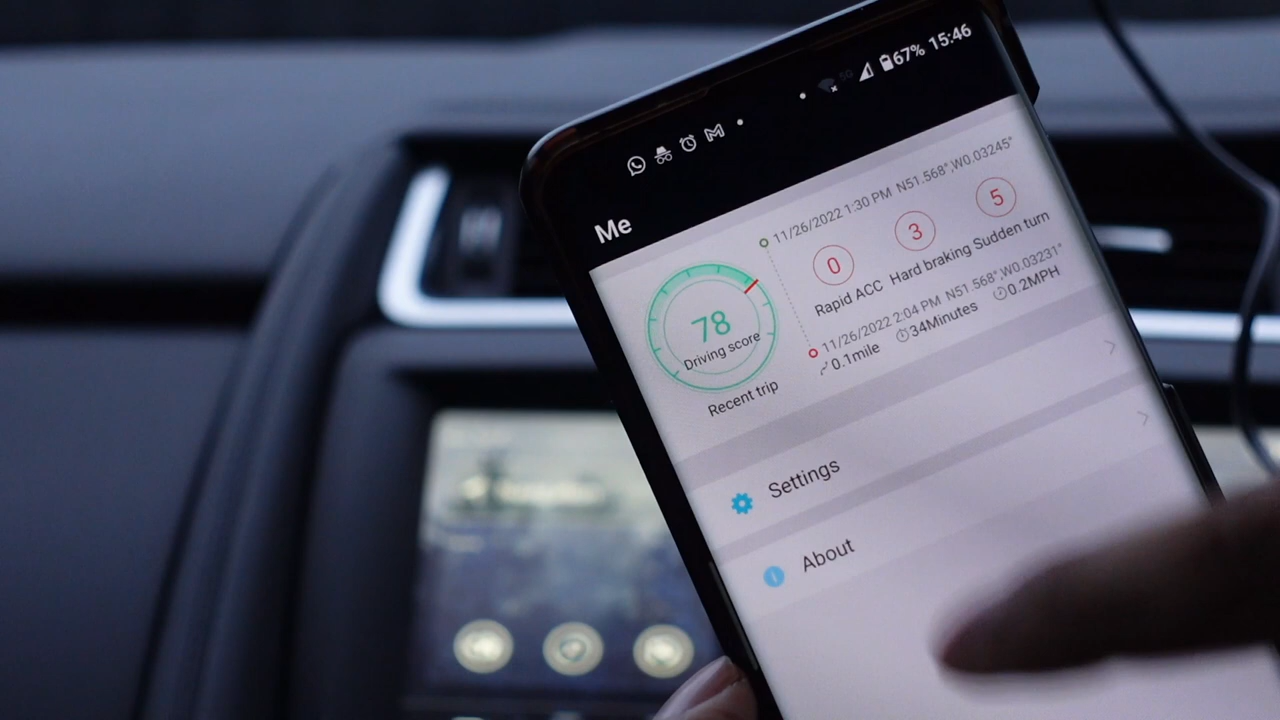 5G 67% 15:46
Me
11/26/2022 1:30 PM N51.568°,W0.03245°
0 3 5
Rapid ACC Hard braking Sudden turn
78
Driving score
11/26/2022 2:04 PM N51.568°,W0.03231°
0.1mile 34Minutes 0.2MPH
Recent trip
Settings
About